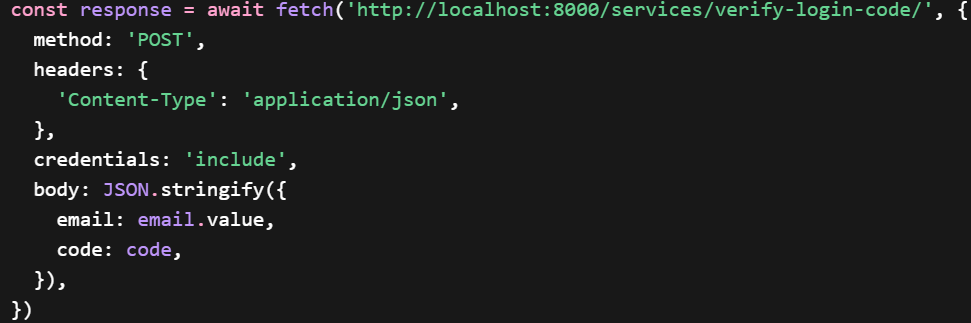 const response = await fetch('http://localhost:8000/services/verify-login-code/', {
  method: 'POST',
  headers: {
    'Content-Type': 'application/json',
  },
  credentials: 'include',
  body: JSON.stringify({
    email: email.value,
    code: code,
  }),
})